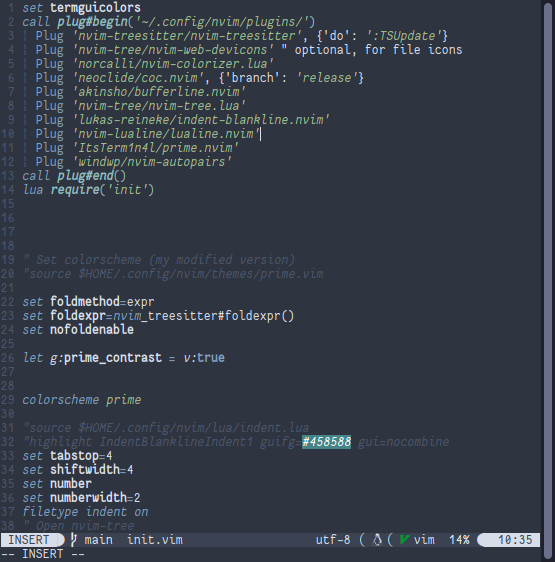 1 set termguicolors
2 call plug#begin('~/.config/nvim/plugins/')
3 | Plug 'nvim-treesitter/nvim-treesitter', {'do': ':TSUpdate'}
4 | Plug 'nvim-tree/nvim-web-devicons' " optional, for file icons
5 | Plug 'norcalli/nvim-colorizer.lua'
6 | Plug 'neoclide/coc.nvim', {'branch': 'release'}
7 | Plug 'akinsho/bufferline.nvim'
8 | Plug 'nvim-tree/nvim-tree.lua'
9 | Plug 'lukas-reineke/indent-blankline.nvim'
10 | Plug 'nvim-lualine/lualine.nvim'
11 | Plug 'ItsTerm1n4l/prime.nvim'
12 | Plug 'windwp/nvim-autopairs'
13 call plug#end()
14 lua require('init')
15
16
17
18
19 " Set colorscheme (my modified version)
20 "source $HOME/.config/nvim/themes/prime.vim
21
22 set foldmethod=expr
23 set foldexpr=nvim_treesitter#foldexpr()
24 set nofoldenable
25
26 let g:prime_contrast = v:true
27
28
29 colorscheme prime
30
31 "source $HOME/.config/nvim/lua/indent.lua
32 "highlight IndentBlanklineIndent1 guifg=#458588 gui=nocombine
33 set tabstop=4
34 set shiftwidth=4
35 set number
36 set numberwidth=2
37 filetype indent on
38 " Open nvim-tree
INSERT main init.vim utf-8 vim 14% 10:35
-- INSERT --